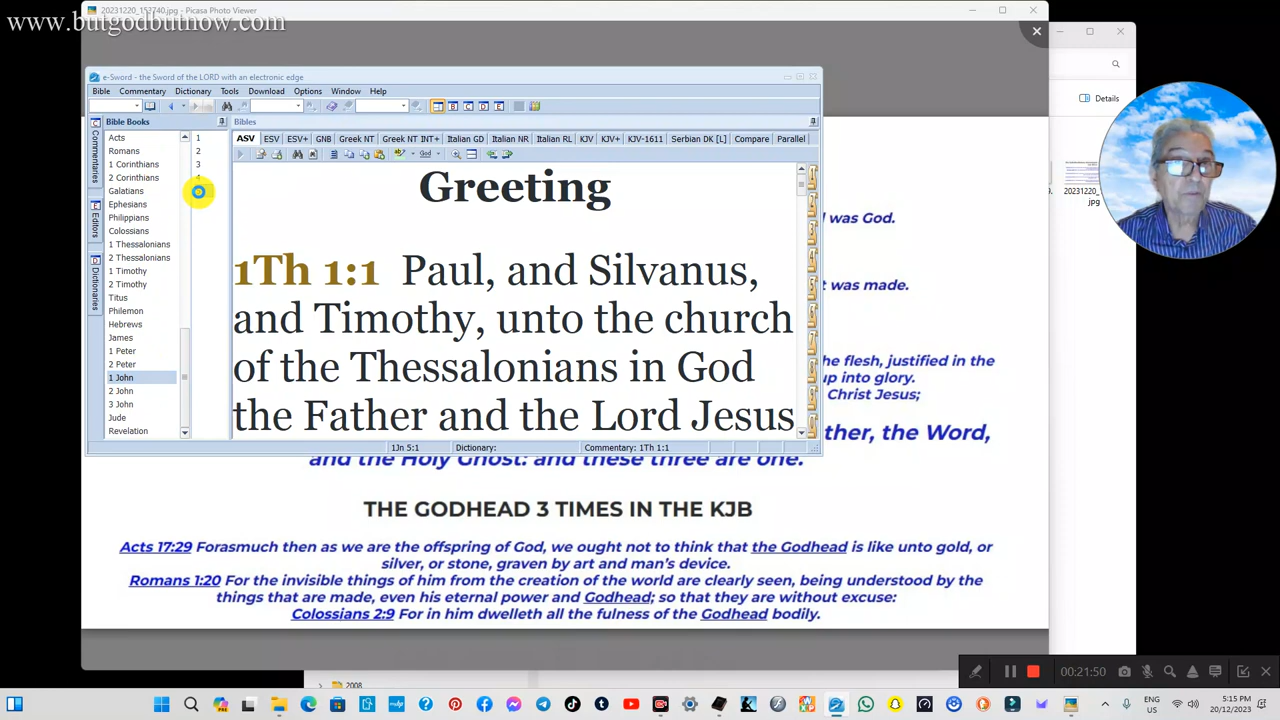 20231220_152740.jpg - Picasa Photo Viewer
www.butgodbutnow.com
e-Sword - the Sword of the LORD with an electronic edge
Bible Commentary Dictionary Tools Download Options Window Help
Bible Books
Bibles
ASV ESV ESV+ GNB Greek NT Greek NT INT+ Italian GD Italian NR Italian RL KJV KJV+ KJV-1611 Serbian DK [L] Compare Parallel
Commentaries
Editors
Dictionaries
Acts 1
Romans 2
1 Corinthians 3
2 Corinthians
Galatians
Ephesians
Philippians
Colossians
1 Thessalonians
2 Thessalonians
1 Timothy
2 Timothy
Titus
Philemon
Hebrews
James
1 Peter
2 Peter
1 John
2 John
3 John
Jude
Revelation
Greeting
1Th 1:1 Paul, and Silvanus,
and Timothy, unto the church
of the Thessalonians in God
the Father and the Lord Jesus
1Jn 5:1 Dictionary: Commentary: 1Th 1:1
Details
20231220_15
jpg
was God.
was made.
he flesh, justified in the
up into glory.
Christ Jesus;
ther, the Word,
and the Holy Ghost: and these three are one.
THE GODHEAD 3 TIMES IN THE KJB
Acts 17:29 Forasmuch then as we are the offspring of God, we ought not to think that the Godhead is like unto gold, or
silver, or stone, graven by art and man's device.
Romans 1:20 For the invisible things of him from the creation of the world are clearly seen, being understood by the
things that are made, even his eternal power and Godhead; so that they are without excuse:
Colossians 2:9 For in him dwelleth all the fulness of the Godhead bodily.
2008
00:21:50
ENG
US
5:15 PM
20/12/2023